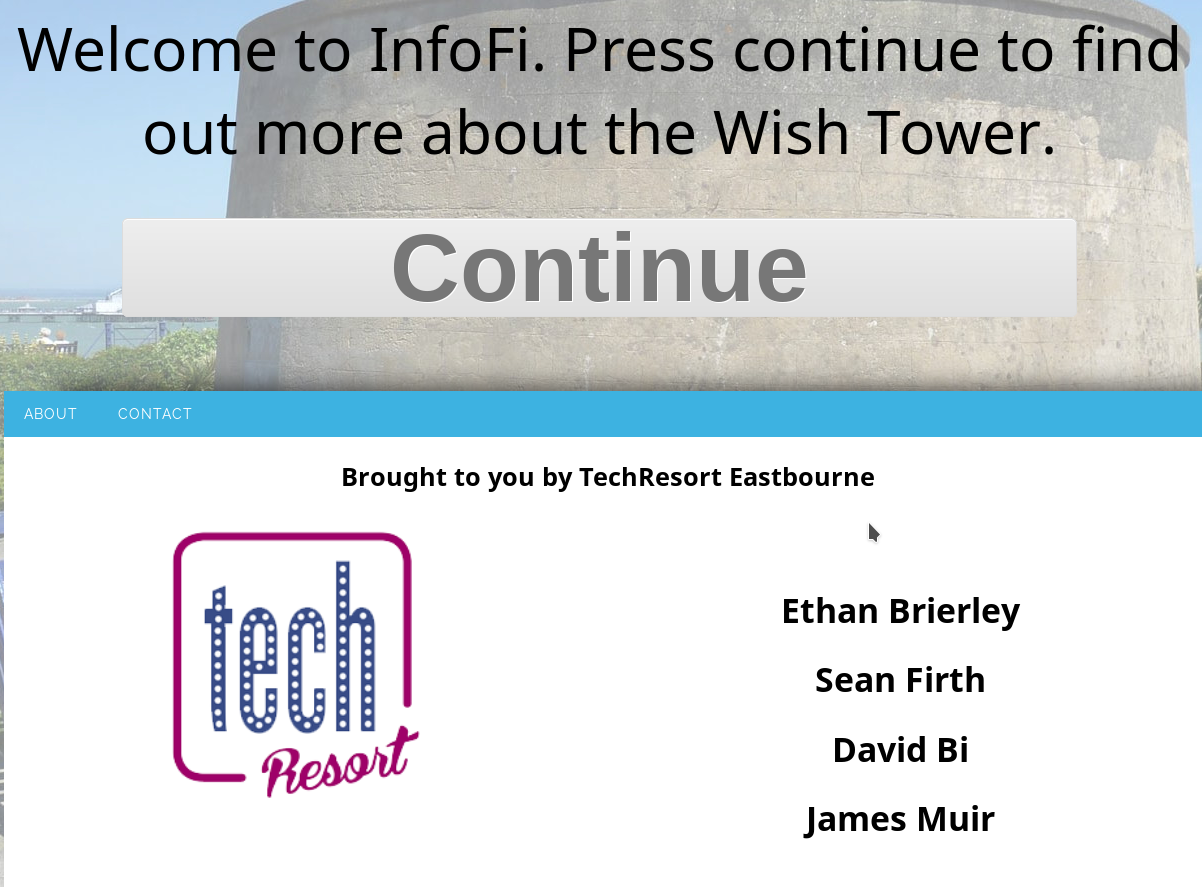 Welcome to InfoFi. Press continue to find
out more about the Wish Tower.
Continue
ABOUT
CONTACT
Brought to you by TechResort Eastbourne
tech
Resort
Ethan Brierley
Sean Firth
David Bi
James Muir